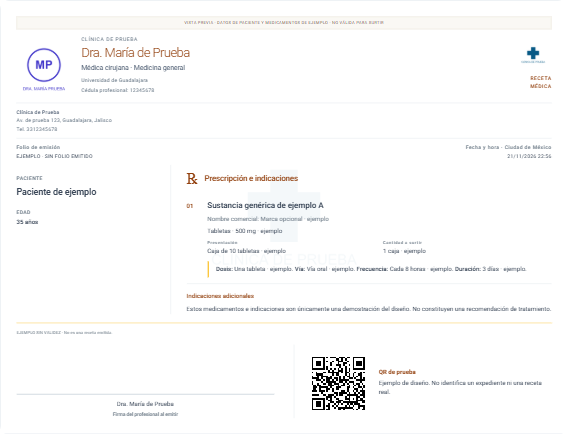 VISTA PREVIA · DATOS DE PACIENTE Y MEDICAMENTOS DE EJEMPLO · NO VÁLIDA PARA SURTIR
MP
DRA. MARÍA PRUEBA
CLÍNICA DE PRUEBA
Dra. María de Prueba
Médica cirujana · Medicina general
Universidad de Guadalajara
Cédula profesional: 12345678
CLÍNICA DE PRUEBA
RECETA
MÉDICA
Clínica de Prueba
Av. de prueba 123, Guadalajara, Jalisco
Tel. 3312345678
Folio de emisión
EJEMPLO · SIN FOLIO EMITIDO
Fecha y hora · Ciudad de México
21/11/2026 22:56
PACIENTE
Paciente de ejemplo
EDAD
35 años
℞ Prescripción e indicaciones
01 Sustancia genérica de ejemplo A
Nombre comercial: Marca opcional · ejemplo
Tabletas · 500 mg · ejemplo
Presentación
Caja de 10 tabletas · ejemplo
Cantidad a surtir
1 caja · ejemplo
CLÍNICA DE PRUEBA
Dosis: Una tableta · ejemplo. Vía: Vía oral · ejemplo. Frecuencia: Cada 8 horas · ejemplo. Duración: 3 días · ejemplo.
Indicaciones adicionales
Estos medicamentos e indicaciones son únicamente una demostración del diseño. No constituyen una recomendación de tratamiento.
EJEMPLO SIN VALIDEZ · No es una receta emitida.
Dra. María de Prueba
Firma del profesional al emitir
QR de prueba
Ejemplo de diseño. No identifica un expediente ni una receta
real.